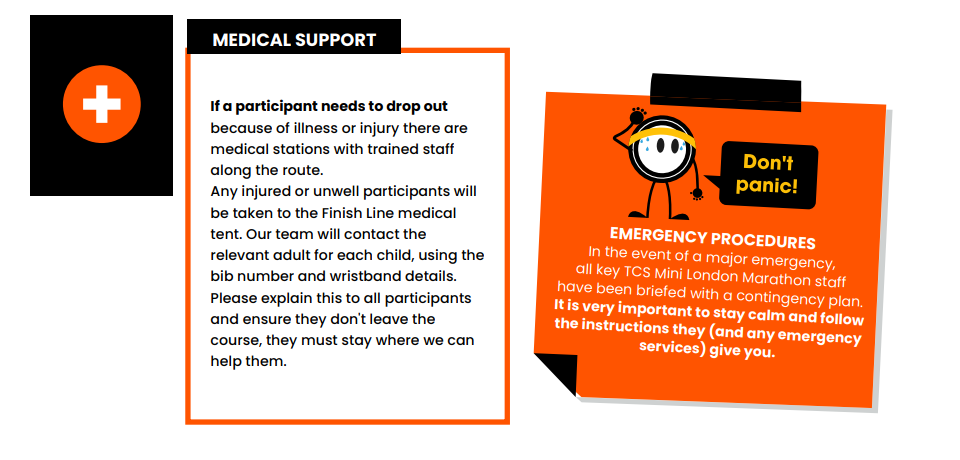 MEDICAL SUPPORT
If a participant needs to drop out
because of illness or injury there are
medical stations with trained staff
along the route.
Any injured or unwell participants will
be taken to the Finish Line medical
tent. Our team will contact the
relevant adult for each child, using the
bib number and wristband details.
Please explain this to all participants
and ensure they don't leave the
course, they must stay where we can
help them.
Don't
panic!
EMERGENCY PROCEDURES
In the event of a major emergency,
all key TCS Mini London Marathon staff
have been briefed with a contingency plan.
It is very important to stay calm and follow
the instructions they (and any emergency
services) give you.